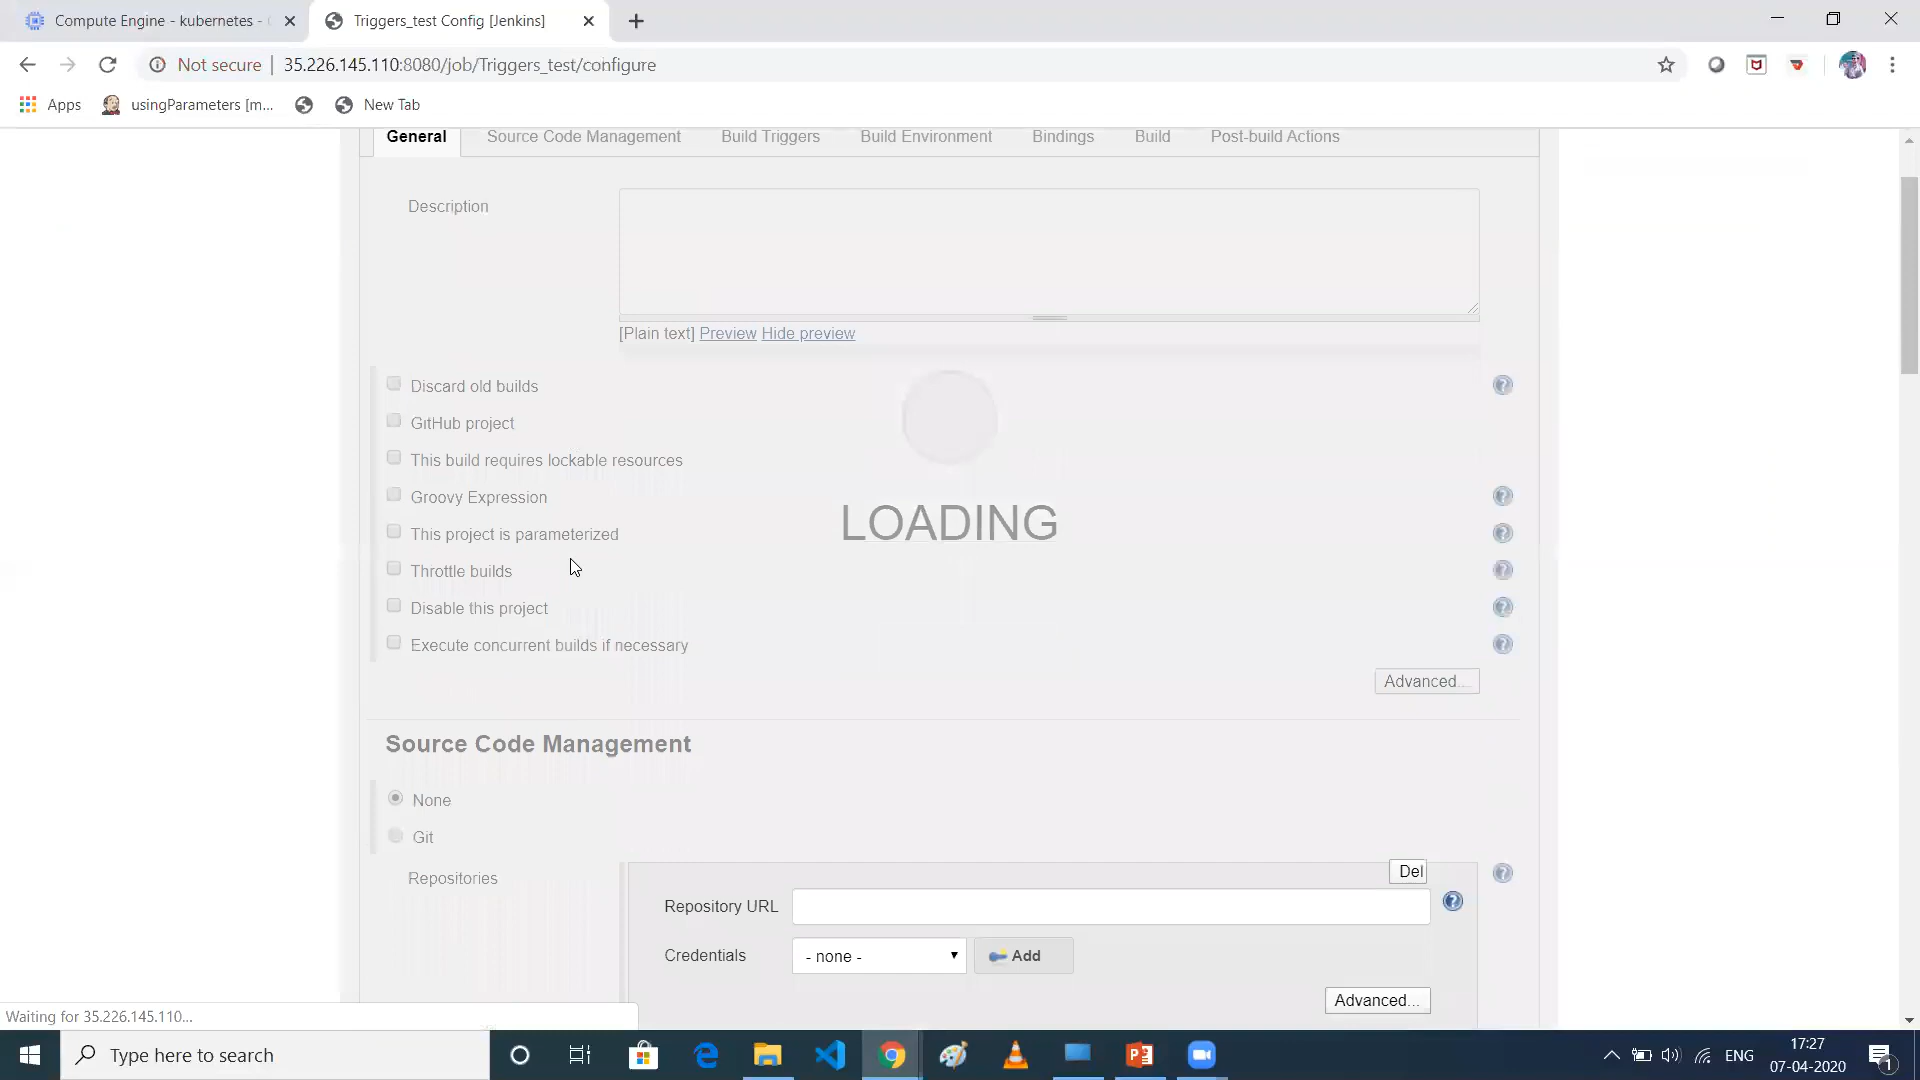 Compute Engine - kubernetes -
Triggers_test Config [Jenkins]
Not secure
35.226.145.110:8080/job/Triggers_test/configure
Apps
usingParameters [m...
New Tab
General
Source Code Management
Build Triggers
Build Environment
Bindings
Build
Post-build Actions
Description
[Plain text] Preview Hide preview
Discard old builds
GitHub project
This build requires lockable resources
Groovy Expression
LOADING
This project is parameterized
Throttle builds
Disable this project
Execute concurrent builds if necessary
Advanced...
Source Code Management
None
Git
Repositories
Del
Repository URL
Credentials
- none -
Add
Advanced...
Waiting for 35.226.145.110...
Type here to search
ENG
17:27
07-04-2020
1